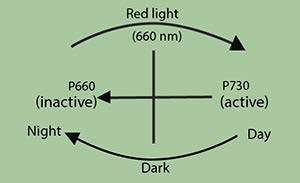 Red light
(660 nm)
P660
(inactive)
P730
(active)
Night
Day
Dark